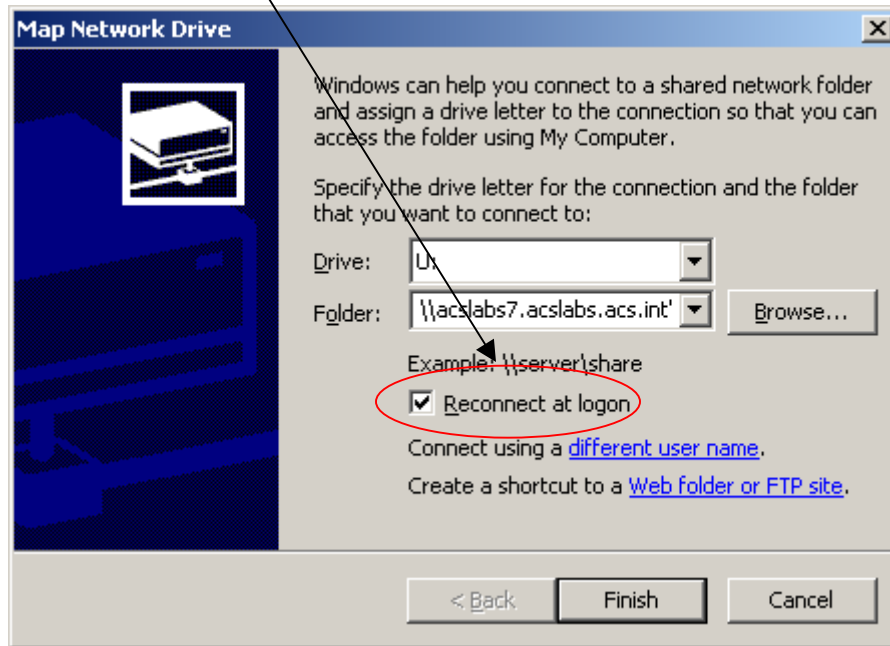 Map Network Drive
Windows can help you connect to a shared network folder
and assign a drive letter to the connection so that you can
access the folder using My Computer.
Specify the drive letter for the connection and the folder
that you want to connect to:
Drive: U:
Folder: \\acslabs7.acslabs.acs.int' Browse...
Example: \\server\share
Reconnect at logon
Connect using a different user name.
Create a shortcut to a Web folder or FTP site.
< Back Finish Cancel